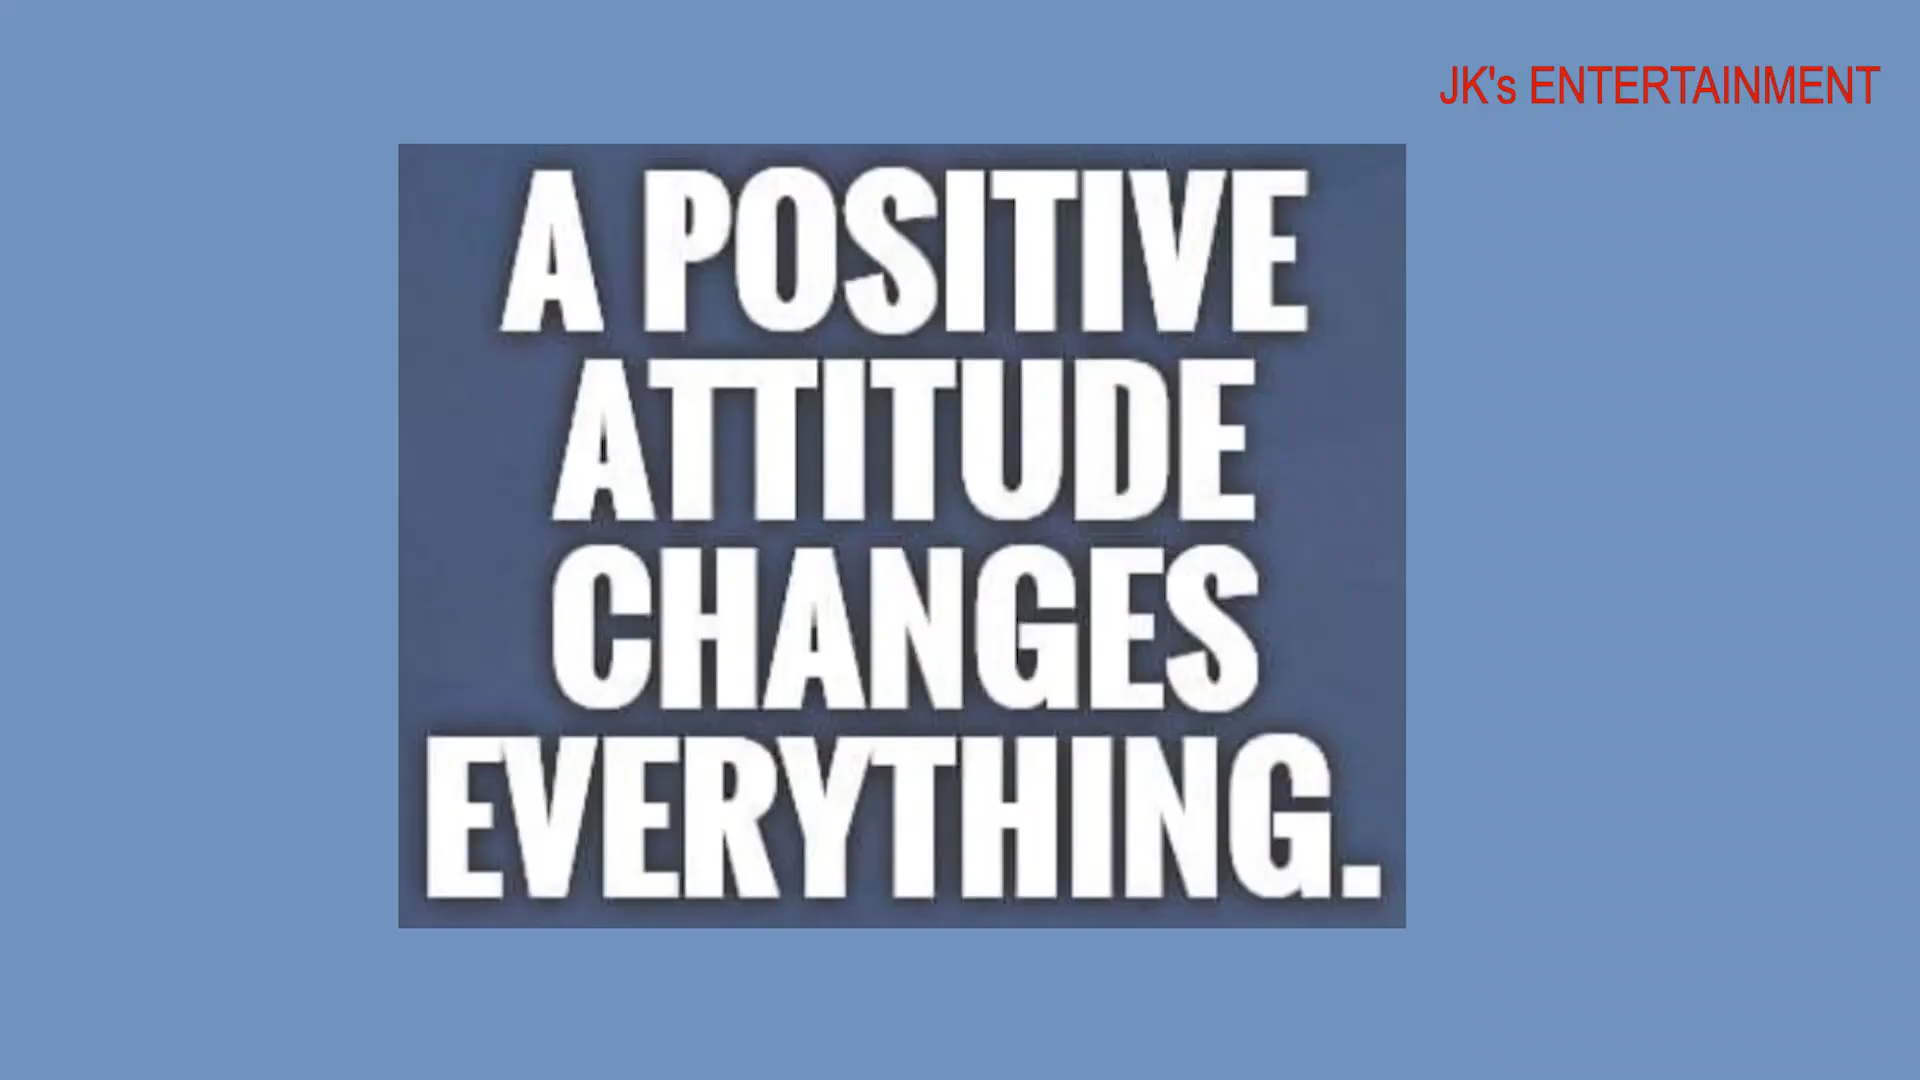 JK's ENTERTAINMENT
A POSITIVE
ATTITUDE
CHANGES
EVERYTHING.